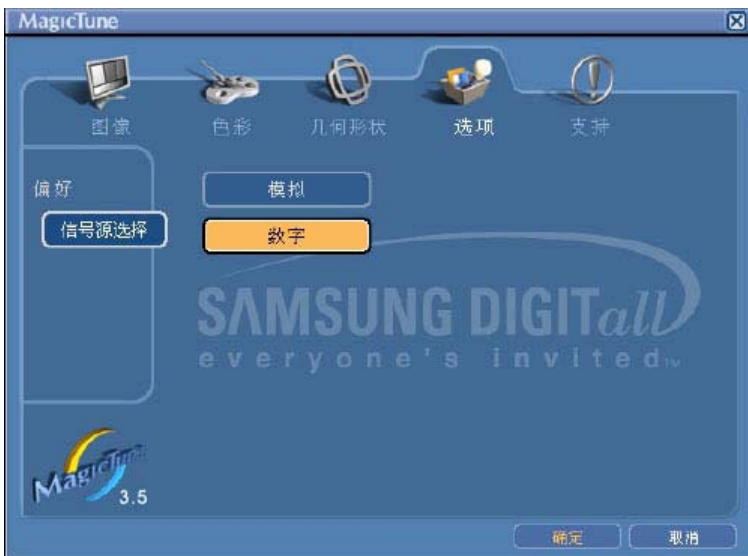 MagicTune
图像 色彩 几何形状 选项 支持
偏好
信号源选择
模拟
数字
SAMSUNG DIGITall
everyone's invited™
MagicTune
3.5
确定 取消